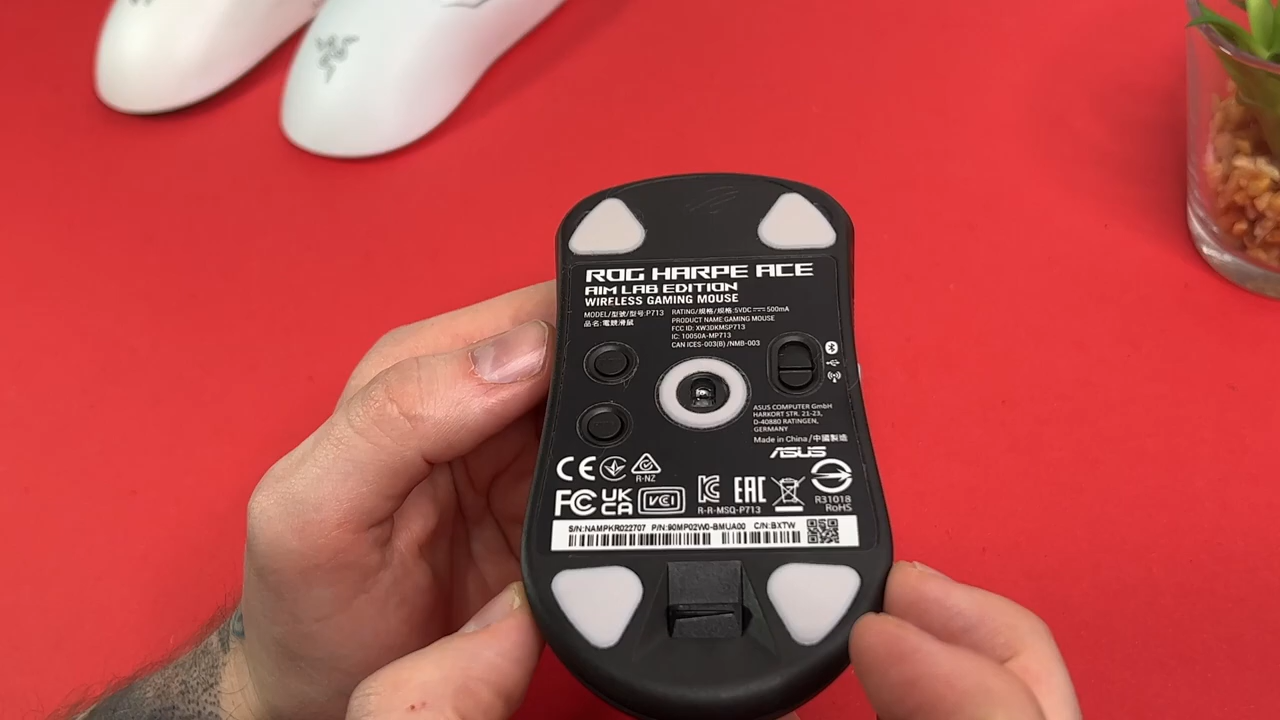 ROG HARPE ACE
AIM LAB EDITION
WIRELESS GAMING MOUSE
MODEL/型號/型号:P713
品名:電競滑鼠
RATING/規格/规格:5VDC ⎓ 500mA
PRODUCT NAME:GAMING MOUSE
FCC ID: XW3DKMSP713
IC: 10050A-MP713
CAN ICES-003(B) /NMB-003
ASUS COMPUTER GmbH
HARKORT STR. 21-23,
D-40880 RATINGEN,
GERMANY
Made in China/中國製造
ASUS
CE
R-NZ
FC
UK
CA
VCI
KC
EAC
R-R-MSQ-P713
R31018
RoHS
S/N:NAMPKR022707 P/N:90MP02W0-BMUA00 C/N:BXTW